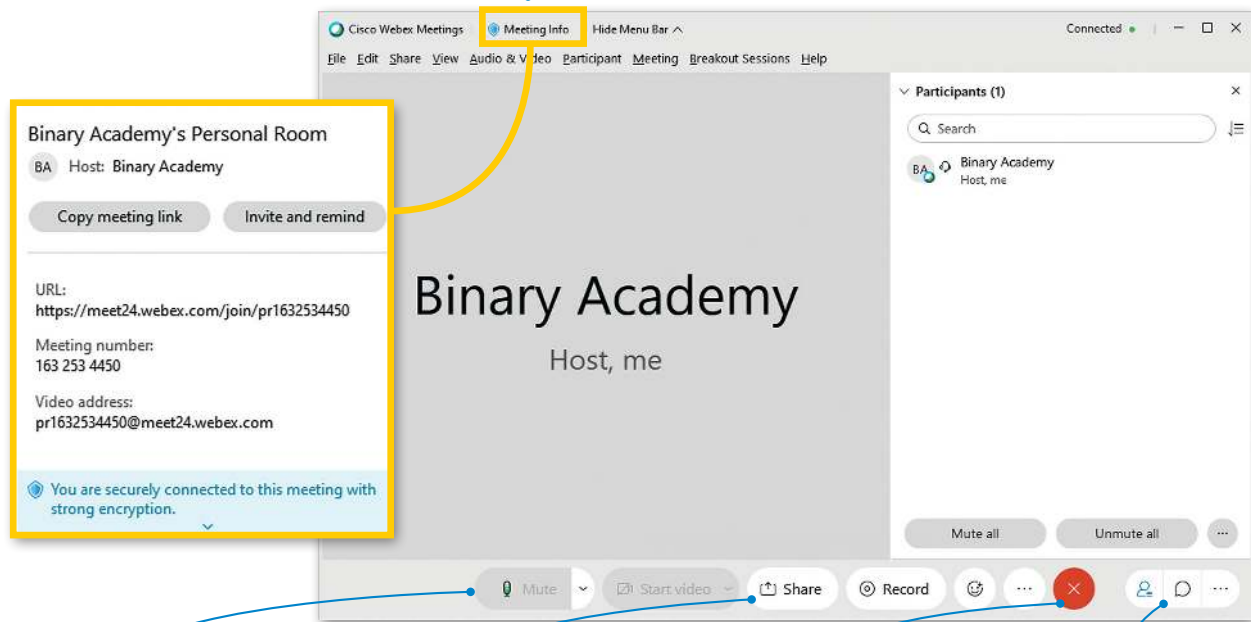 Cisco Webex Meetings Meeting Info Hide Menu Bar
Connected
File Edit Share View Audio & Video Participant Meeting Breakout Sessions Help
Binary Academy's Personal Room
BA Host: Binary Academy
Copy meeting link Invite and remind
URL:
https://meet24.webex.com/join/pr1632534450
Meeting number:
163 253 4450
Video address:
pr1632534450@meet24.webex.com
You are securely connected to this meeting with
strong encryption.
Binary Academy
Host, me
Participants (1)
Search
BA Binary Academy
Host, me
Mute all Unmute all ...
Mute Start video Share Record ... ...